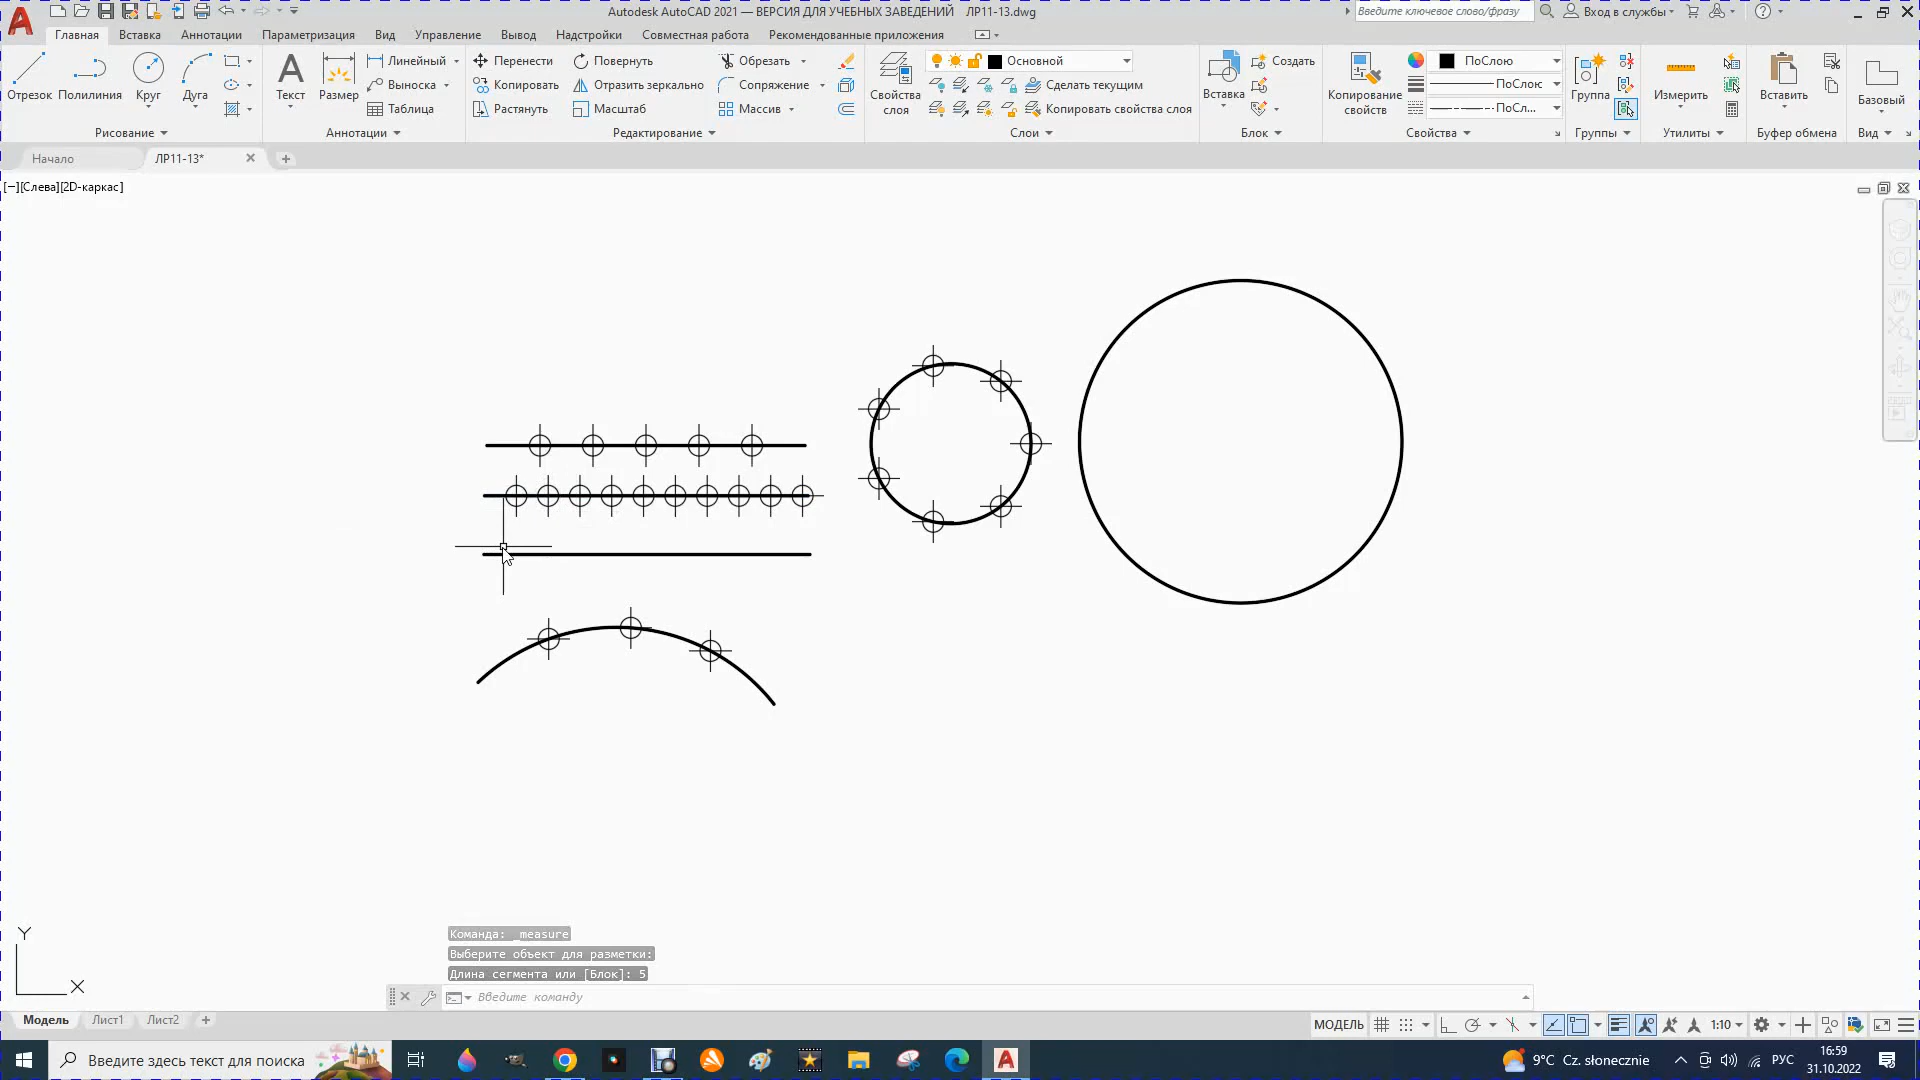 Autodesk AutoCAD 2021 — ВЕРСИЯ ДЛЯ УЧЕБНЫХ ЗАВЕДЕНИЙ ЛР11-13.dwg
Введите ключевое слово/фразу
Вход в службы
Главная Вставка Аннотации Параметризация Вид Управление Вывод Надстройки Совместная работа Рекомендованные приложения
Отрезок Полилиния Круг Дуга
Рисование
Текст Размер Линейный
Выноска
Таблица
Аннотации
Перенести Повернуть Обрезать
Копировать Отразить зеркально Сопряжение
Растянуть Масштаб Массив
Редактирование
Свойства слоя
Основной
Сделать текущим
Копировать свойства слоя
Слои
Вставка Создать
Блок
Копирование свойств
ПоСлою
ПоСлою
ПоСл...
Свойства
Группа
Группы
Измерить
Утилиты
Вставить
Буфер обмена
Базовый
Вид
Начало ЛР11-13*
[−][Слева][2D-каркас]
Y
X
Команда: _measure
Выберите объект для разметки:
Длина сегмента или [Блок]: 5
Введите команду
Модель Лист1 Лист2
МОДЕЛЬ 1:10
Введите здесь текст для поиска
9°C Cz. słonecznie
РУС
16:59
31.10.2022